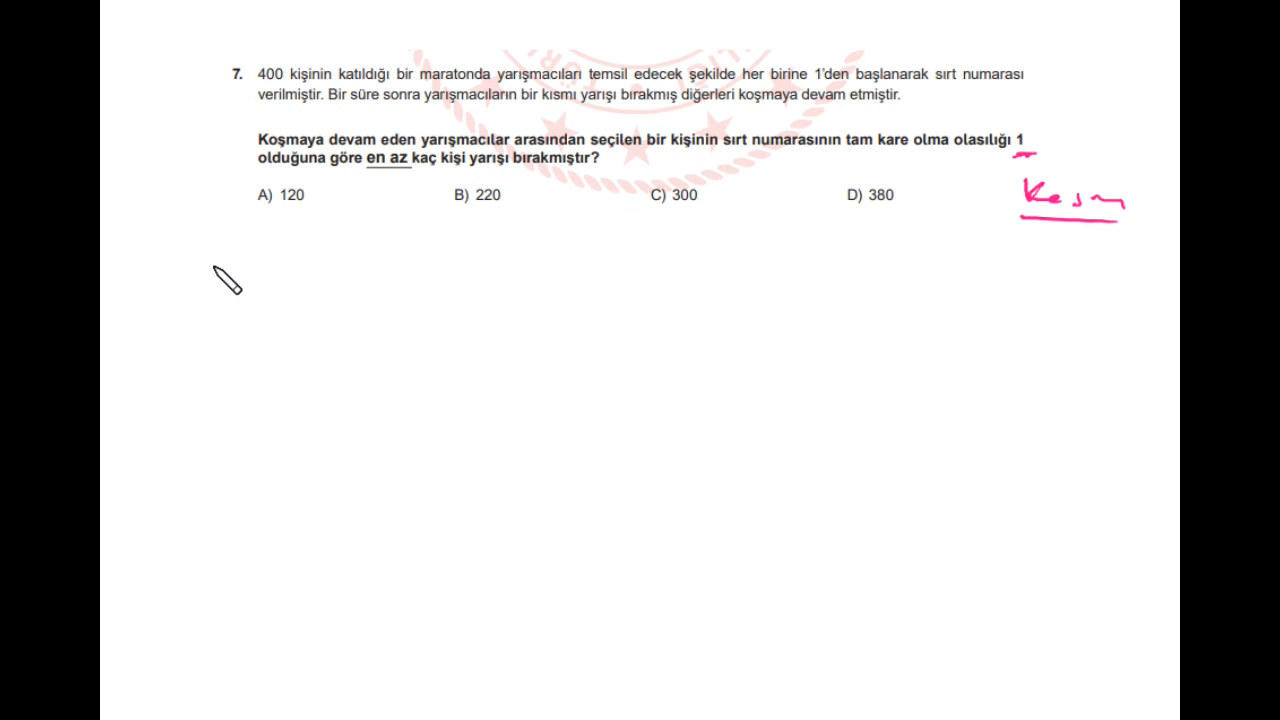 7. 400 kişinin katıldığı bir maratonda yarışmacıları temsil edecek şekilde her birine 1'den başlanarak sırt numarası
verilmiştir. Bir süre sonra yarışmacıların bir kısmı yarışı bırakmış diğerleri koşmaya devam etmiştir.
Koşmaya devam eden yarışmacılar arasından seçilen bir kişinin sırt numarasının tam kare olma olasılığı 1
olduğuna göre en az kaç kişi yarışı bırakmıştır?
A) 120 B) 220 C) 300 D) 380